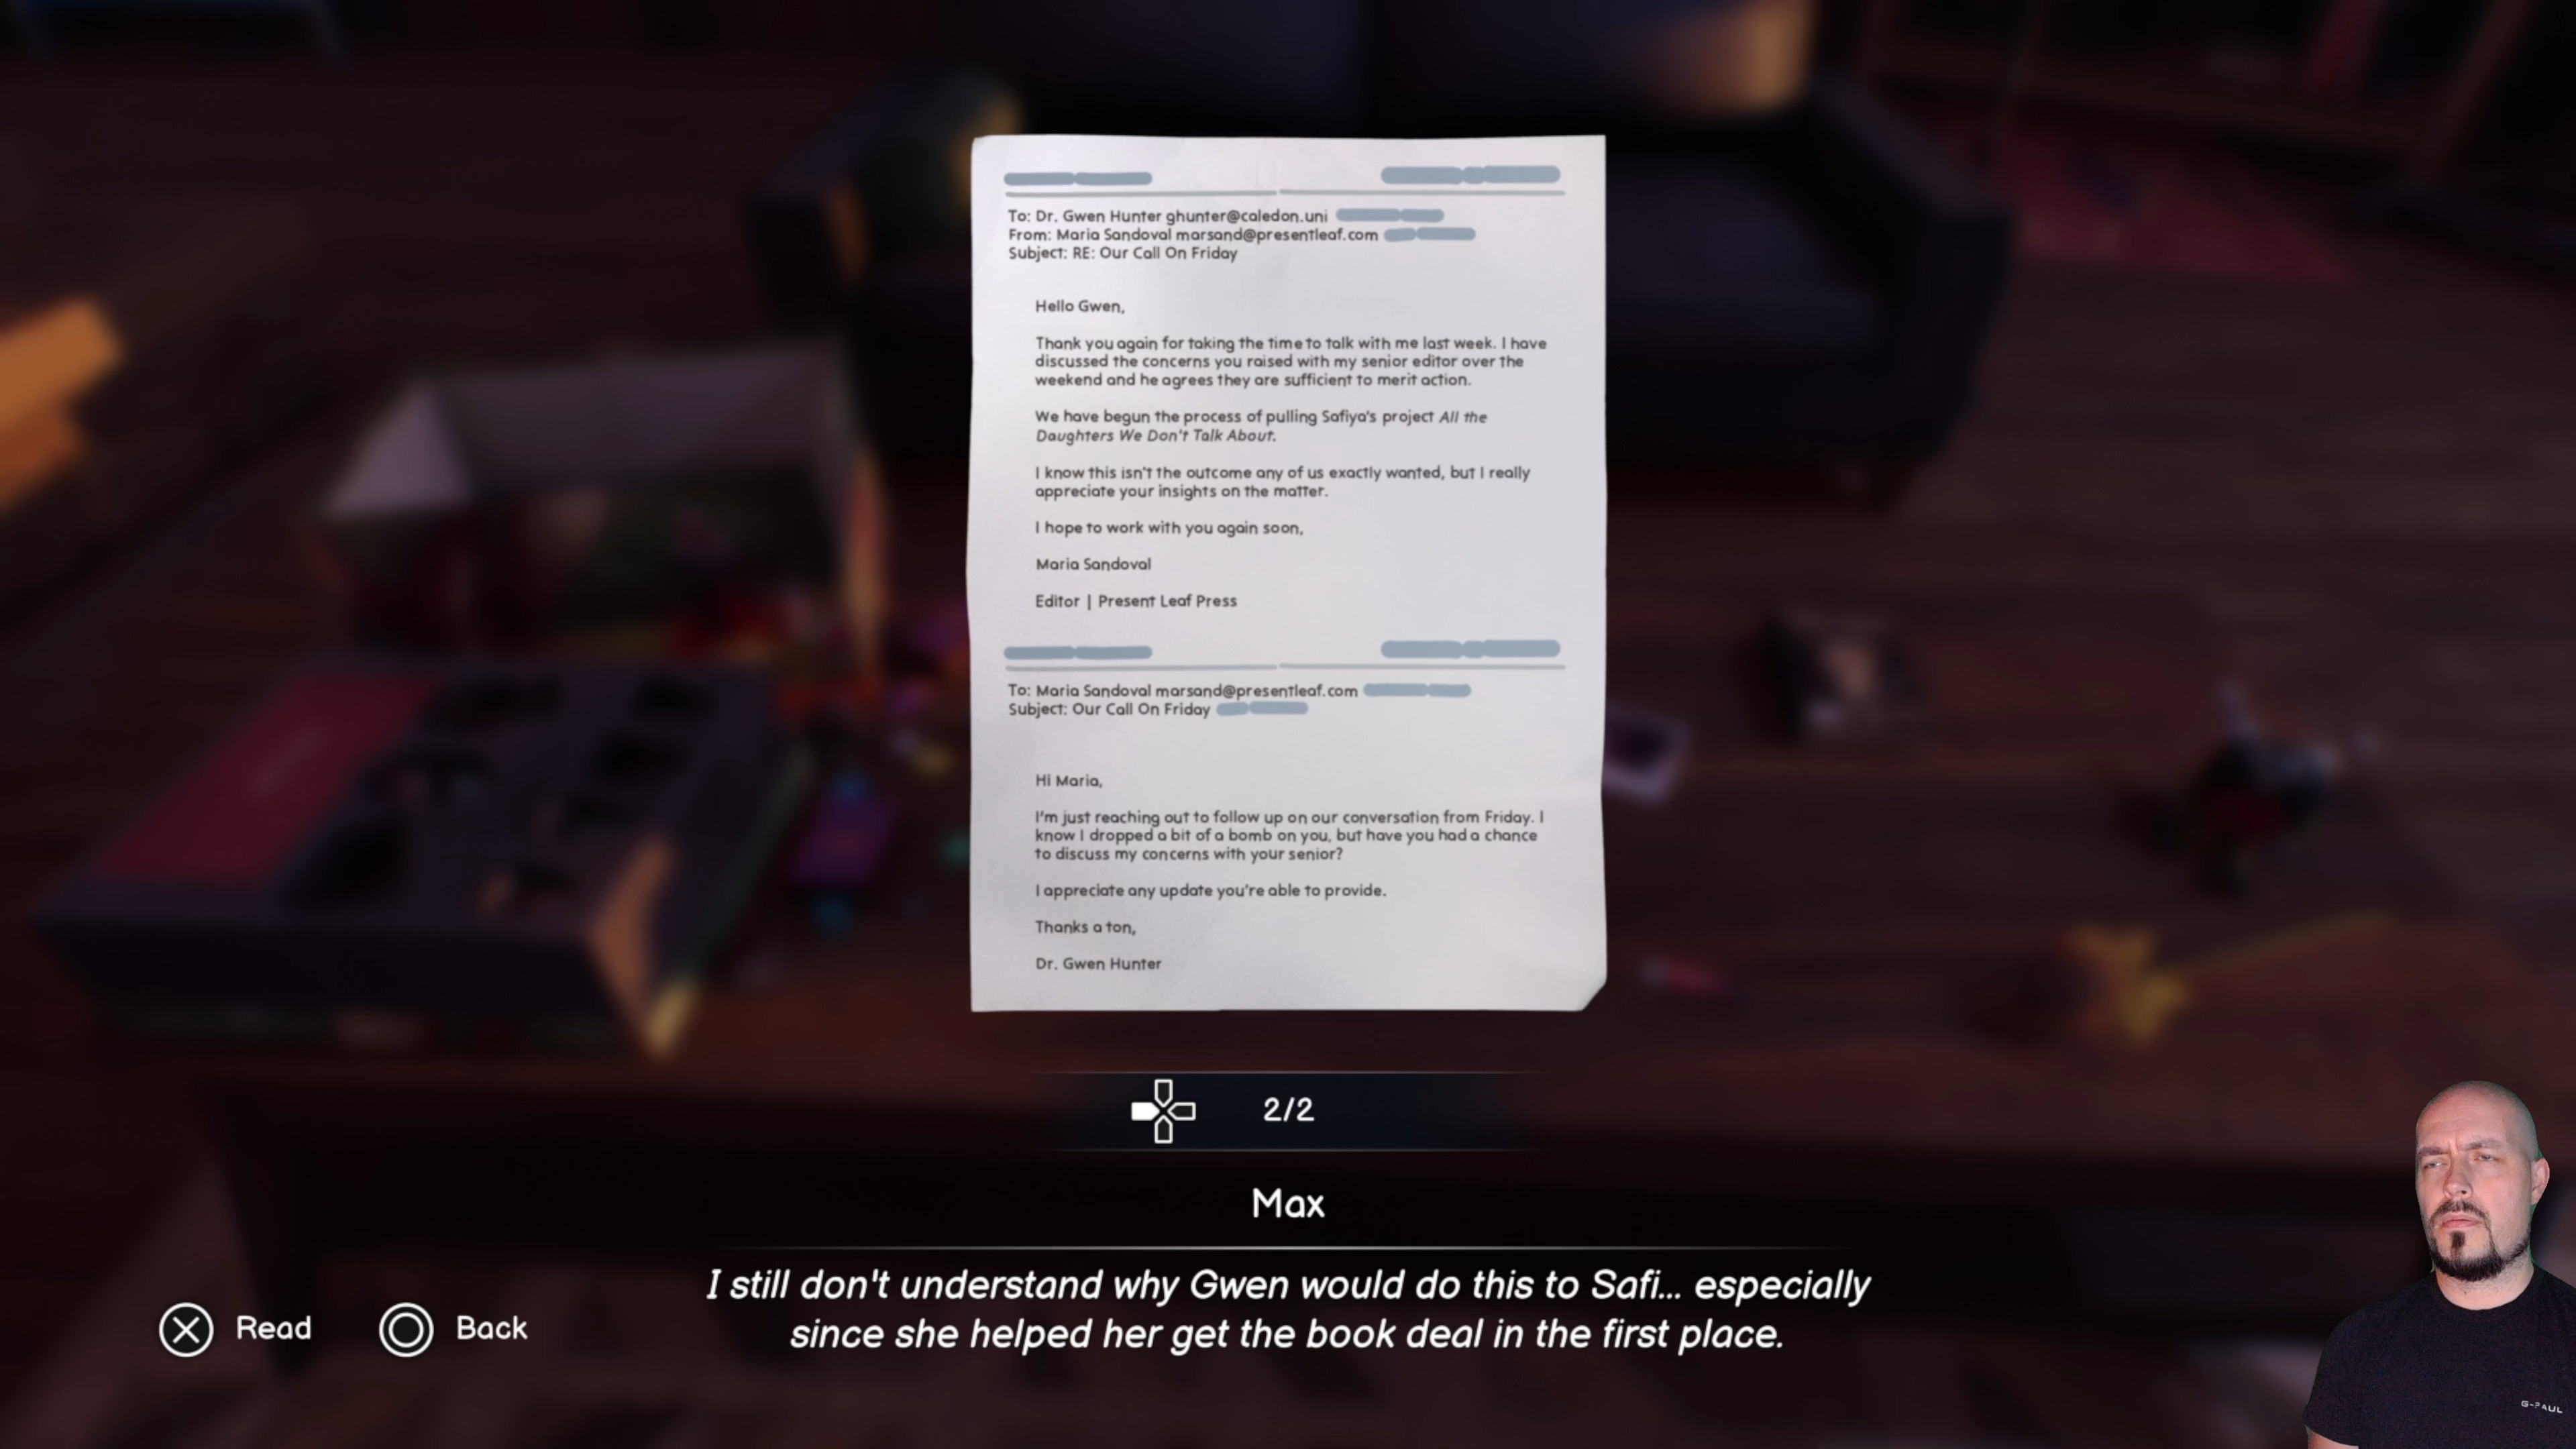 To: Dr. Gwen Hunter ghunter@caledon.uni
From: Maria Sandoval marsand@presentleaf.com
Subject: RE: Our Call On Friday
Hello Gwen,
Thank you again for taking the time to talk with me last week. I have
discussed the concerns you raised with my senior editor over the
weekend and he agrees they are sufficient to merit action.
We have begun the process of pulling Safiya's project All the
Daughters We Don't Talk About.
I know this isn't the outcome any of us exactly wanted, but I really
appreciate your insights on the matter.
I hope to work with you again soon,
Maria Sandoval
Editor | Present Leaf Press
To: Maria Sandoval marsand@presentleaf.com
Subject: Our Call On Friday
Hi Maria,
I'm just reaching out to follow up on our conversation from Friday. I
know I dropped a bit of a bomb on you, but have you had a chance
to discuss my concerns with your senior?
I appreciate any update you're able to provide.
Thanks a ton,
Dr. Gwen Hunter
2/2
Max
I still don't understand why Gwen would do this to Safi... especially
since she helped her get the book deal in the first place.
Read
Back
G-PAUL